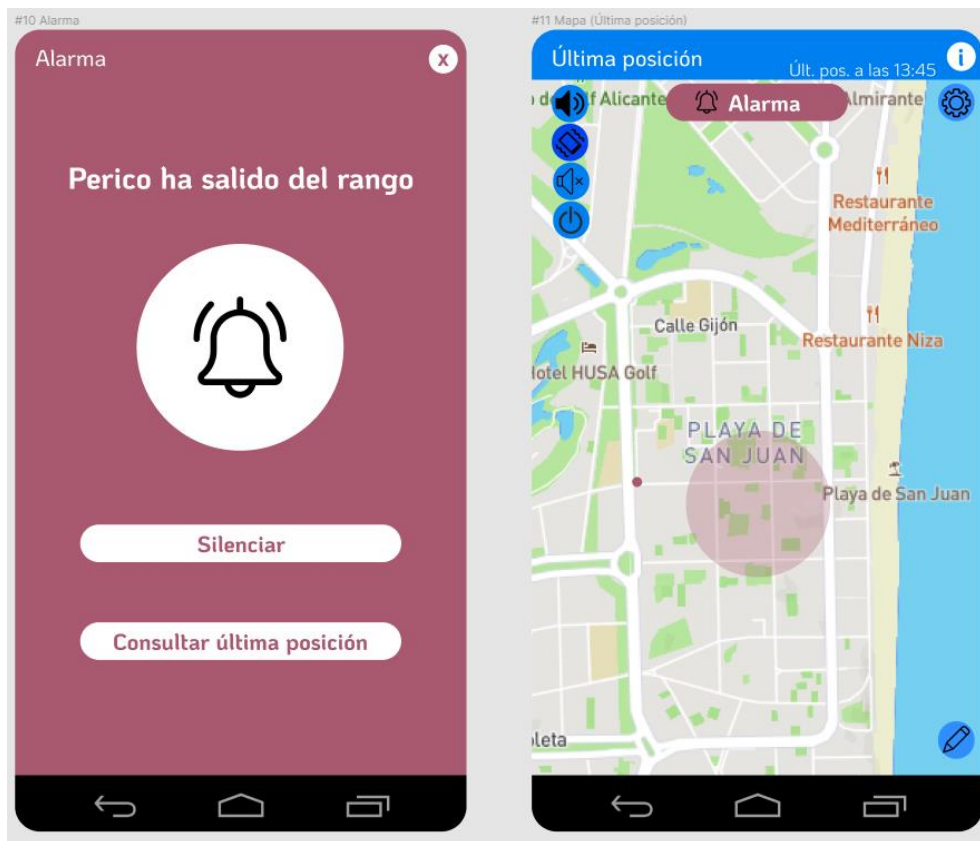 #10 Alarma
Alarma
x
Perico ha salido del rango
Silenciar
Consultar última posición
#11 Mapa (Última posición)
Última posición
i
Últ. pos. a las 13:45
Alicante
Alarma
Almirante
Restaurante
Mediterráneo
Calle Gijón
Restaurante Niza
Hotel HUSA Golf
PLAYA DE
SAN JUAN
Playa de San Juan